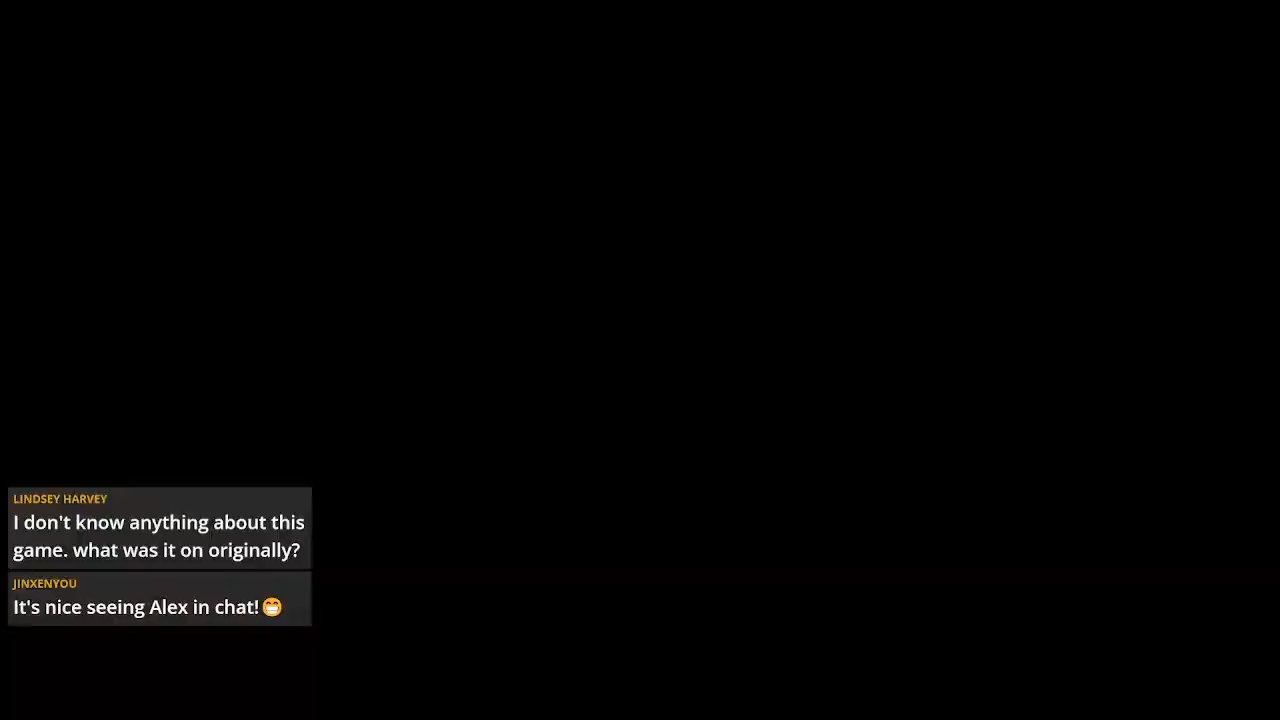 LINDSEY HARVEY
I don't know anything about this
game. what was it on originally?
JINXENYOU
It's nice seeing Alex in chat!😁